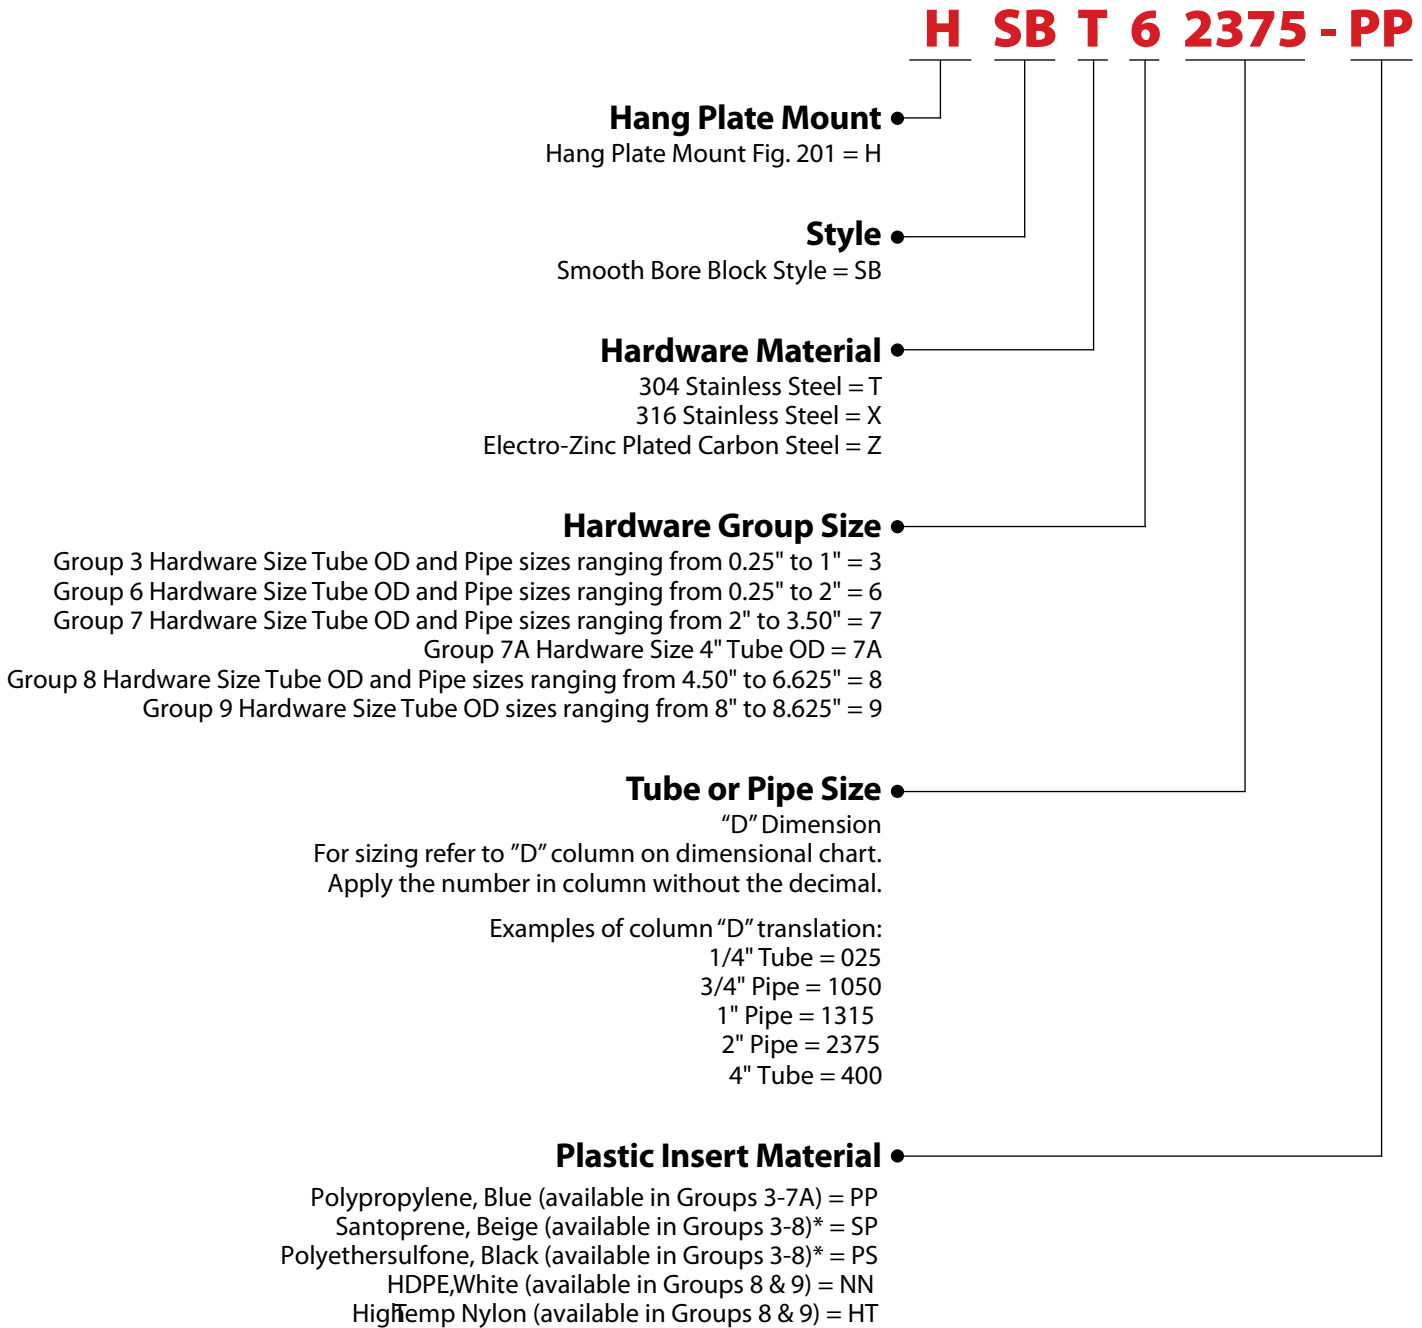 H SB T 6 2375 - PP
Hang Plate Mount
Hang Plate Mount Fig. 201 = H
Style
Smooth Bore Block Style = SB
Hardware Material
304 Stainless Steel = T
316 Stainless Steel = X
Electro-Zinc Plated Carbon Steel = Z
Hardware Group Size
Group 3 Hardware Size Tube OD and Pipe sizes ranging from 0.25" to 1" = 3
Group 6 Hardware Size Tube OD and Pipe sizes ranging from 0.25" to 2" = 6
Group 7 Hardware Size Tube OD and Pipe sizes ranging from 2" to 3.50" = 7
Group 7A Hardware Size 4" Tube OD = 7A
Group 8 Hardware Size Tube OD and Pipe sizes ranging from 4.50" to 6.625" = 8
Group 9 Hardware Size Tube OD sizes ranging from 8" to 8.625" = 9
Tube or Pipe Size
“D” Dimension
For sizing refer to ”D” column on dimensional chart.
Apply the number in column without the decimal.
Examples of column “D” translation:
1/4" Tube = 025
3/4" Pipe = 1050
1" Pipe = 1315
2" Pipe = 2375
4" Tube = 400
Plastic Insert Material
Polypropylene, Blue (available in Groups 3-7A) = PP
Santoprene, Beige (available in Groups 3-8)* = SP
Polyethersulfone, Black (available in Groups 3-8)* = PS
HDPE,White (available in Groups 8 & 9) = NN
HighTemp Nylon (available in Groups 8 & 9) = HT